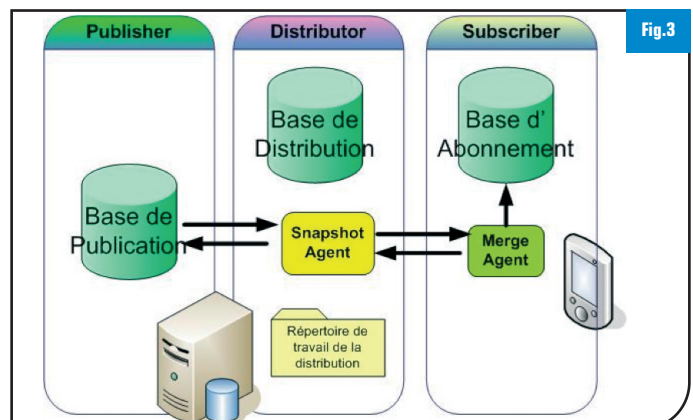 Publisher
Distributor
Subscriber
Fig.3
Base de
Distribution
Base d'
Abonnement
Base de
Publication
Snapshot
Agent
Merge
Agent
Répertoire de
travail de la
distribution